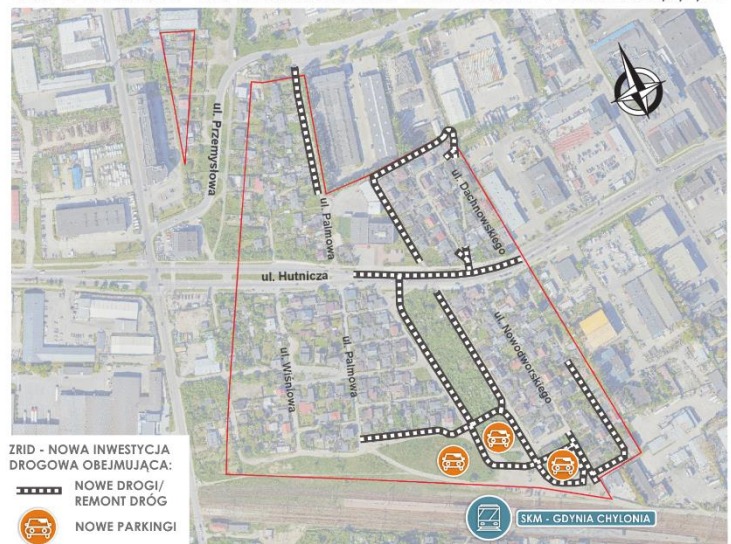 ul. Przemysłowa
ul. Palmowa
ul. Dachnowskiego
ul. Hutnicza
ul. Wiśniowa
ul. Palmowa
ul. Nowodworskiego
ZRID - NOWA INWESTYCJA
DROGOWA OBEJMUJĄCA:
NOWE DROGI/
REMONT DRÓG
NOWE PARKINGI
SKM - GDYNIA CHYLONIA